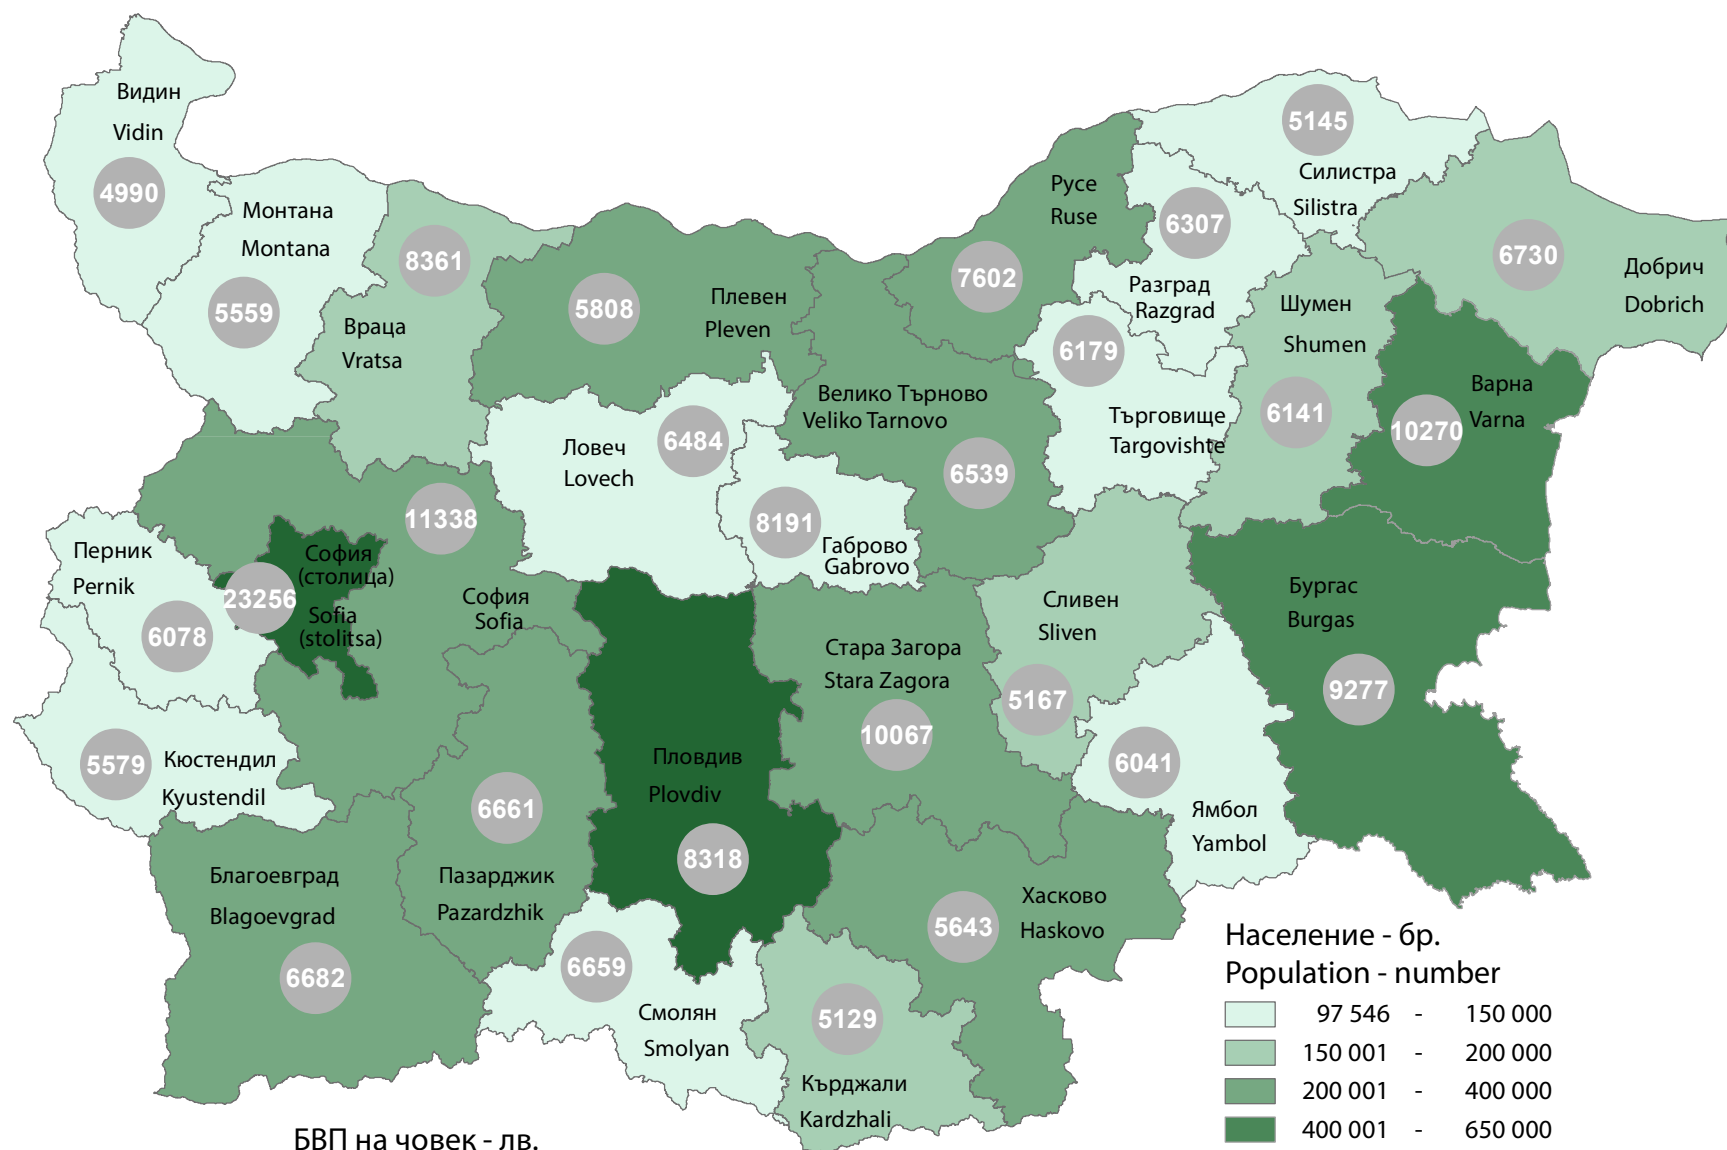 Видин
Vidin
4990
Монтана
Montana
5559
8361
Враца
Vratsa
5808
Плевен
Pleven
Русе
Ruse
7602
5145
Силистра
Silistra
6307
Разград
Razgrad
6730
Добрич
Dobrich
6179
Търговище
Targovishte
Шумен
Shumen
6141
Варна
Varna
10270
Велико Търново
Veliko Tarnovo
6539
Ловеч
Lovech
6484
8191
Габрово
Gabrovo
11338
София
Sofia
София
(столица)
Sofia
(stolitsa)
23256
Перник
Pernik
6078
5579
Кюстендил
Kyustendil
Сливен
Sliven
5167
Бургас
Burgas
9277
Стара Загора
Stara Zagora
10067
6041
Ямбол
Yambol
Пловдив
Plovdiv
8318
6661
Пазарджик
Pazardzhik
Благоевград
Blagoevgrad
6682
6659
Смолян
Smolyan
5643
Хасково
Haskovo
5129
Кърджали
Kardzhali
Население - бр.
Population - number
97 546 - 150 000
150 001 - 200 000
200 001 - 400 000
400 001 - 650 000
БВП на човек - лв.